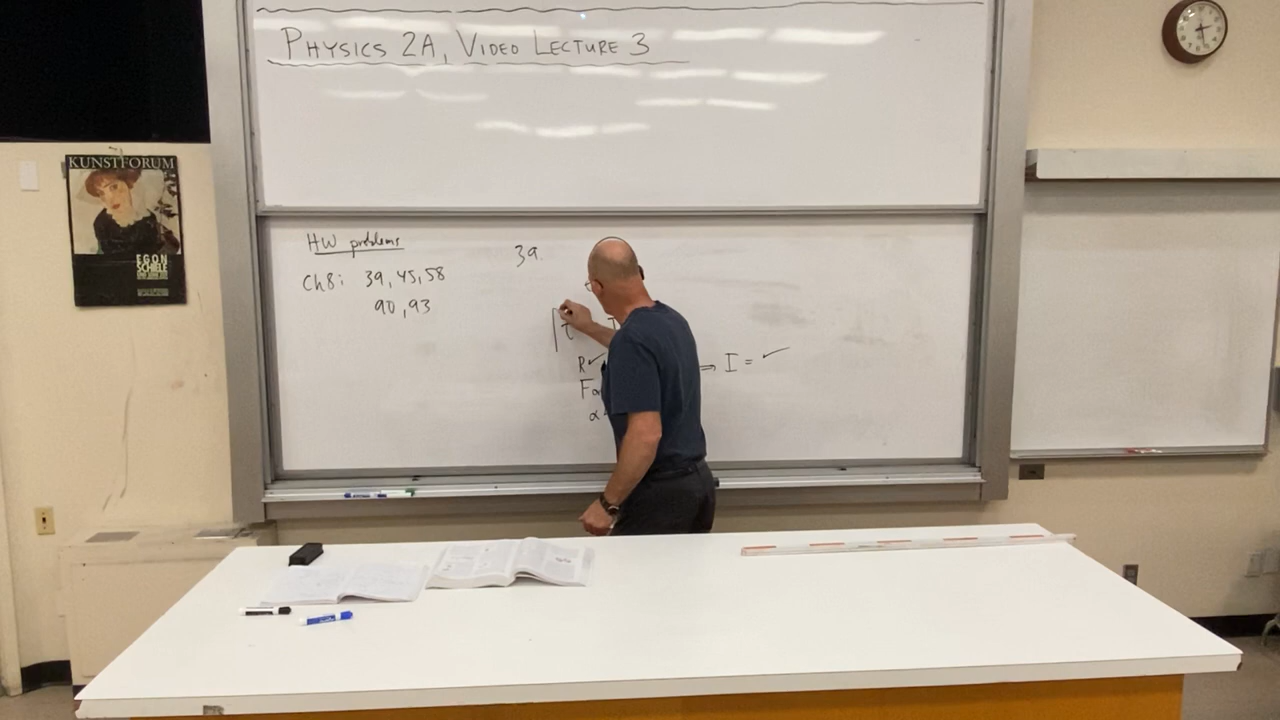 PHYSICS 2A, VIDEO LECTURE 3
KUNSTFORUM
EGON
SCHIELE
HW problems
Ch8: 39, 45, 58
90, 93
39.
τ
R✓
⇒ I = ✓
F
α